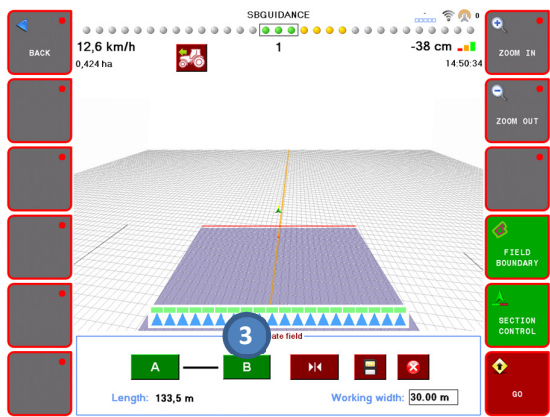 SBGUIDANCE
-
0
BACK
12,6 km/h
1
-38 cm
ZOOM IN
0,424 ha
14:50:34
ZOOM OUT
FIELD
BOUNDARY
SECTION
CONTROL
3
ate field
A
B
GO
Length: 133,5 m
Working width: 30.00 m